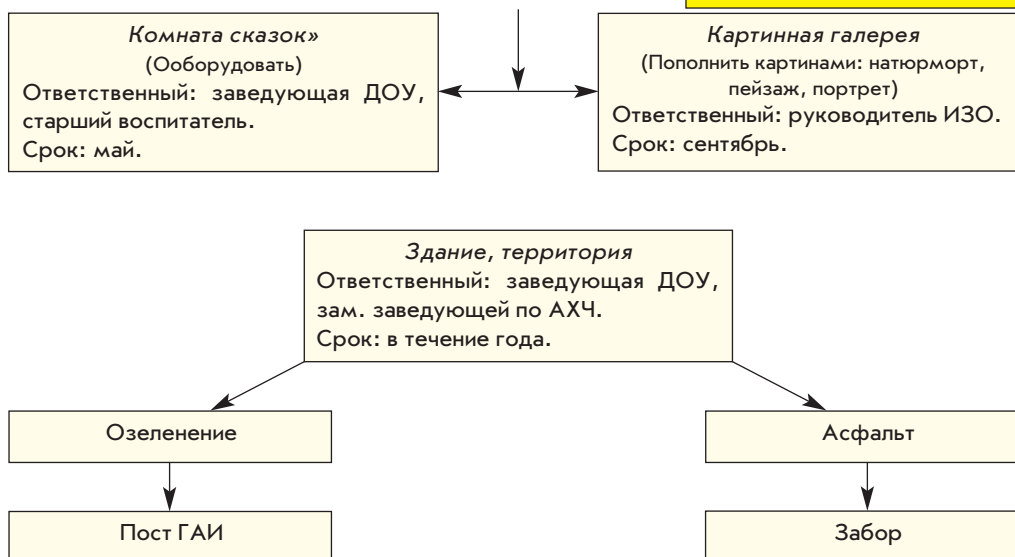 Комната сказок»
(Ооборудовать)
Ответственный: заведующая ДОУ,
старший воспитатель.
Срок: май.
Картинная галерея
(Пополнить картинами: натюрморт,
пейзаж, портрет)
Ответственный: руководитель ИЗО.
Срок: сентябрь.
Здание, территория
Ответственный: заведующая ДОУ,
зам. заведующей по АХЧ.
Срок: в течение года.
Озеленение
Асфальт
Пост ГАИ
Забор